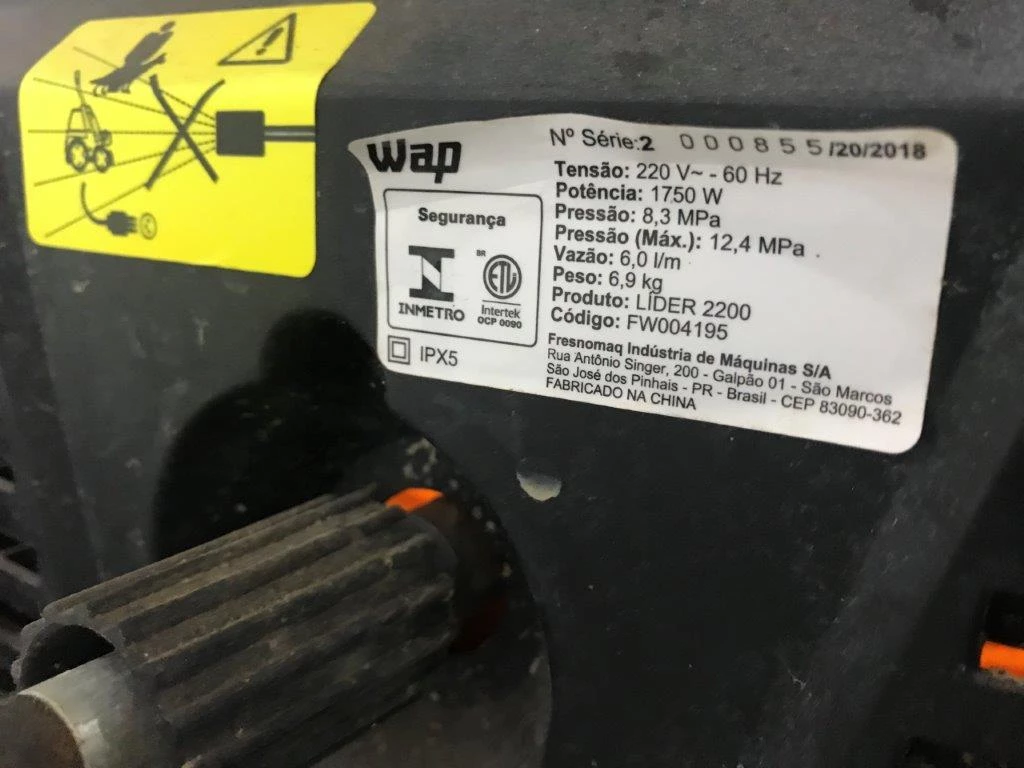 Wap
Segurança
INMETRO
BR
ETL
Intertek
OCP 0090
IPX5
Nº Série:2 000855/20/2018
Tensão: 220 V~ - 60 Hz
Potência: 1750 W
Pressão: 8,3 MPa
Pressão (Máx.): 12,4 MPa
Vazão: 6,0 l/m
Peso: 6,9 kg
Produto: LÍDER 2200
Código: FW004195
Fresnomaq Indústria de Máquinas S/A
Rua Antônio Singer, 200 - Galpão 01 - São Marcos
São José dos Pinhais - PR - Brasil - CEP 83090-362
FABRICADO NA CHINA